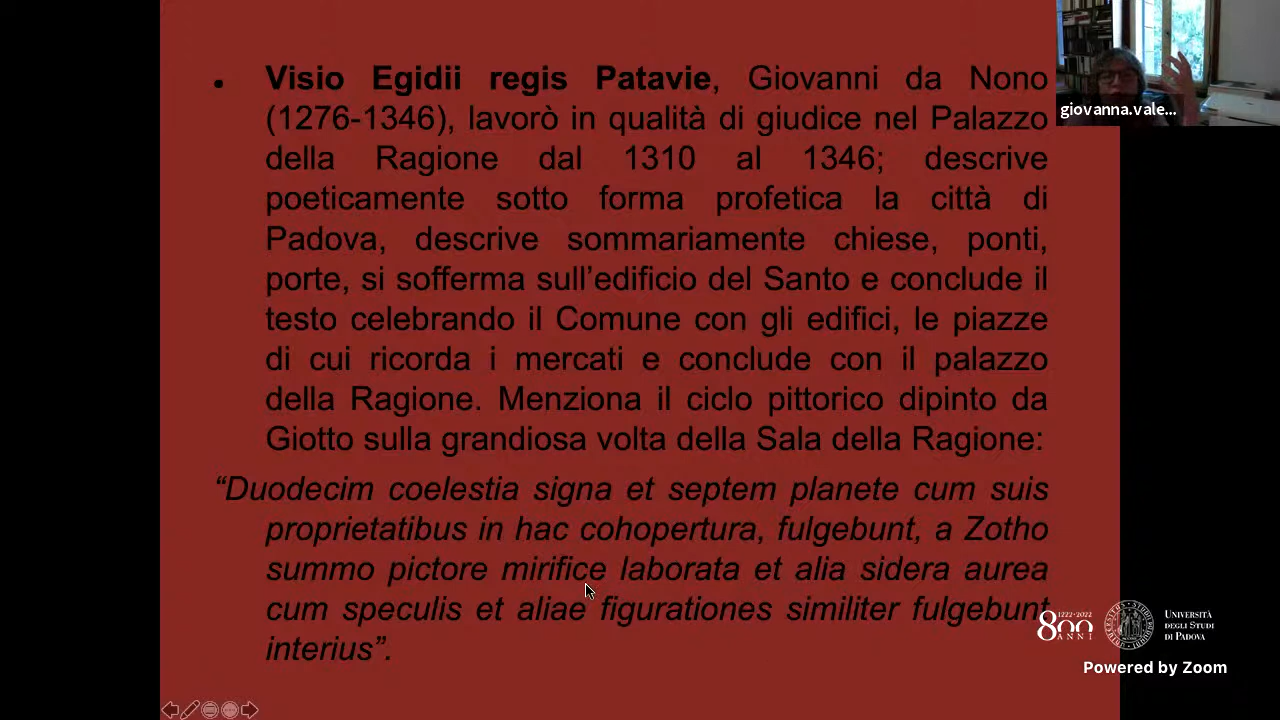 Visio Egidii regis Patavie, Giovanni da Nono
(1276-1346), lavorò in qualità di giudice nel Palazzo
della Ragione dal 1310 al 1346; descrive
poeticamente sotto forma profetica la città di
Padova, descrive sommariamente chiese, ponti,
porte, si sofferma sull’edificio del Santo e conclude il
testo celebrando il Comune con gli edifici, le piazze
di cui ricorda i mercati e conclude con il palazzo
della Ragione. Menziona il ciclo pittorico dipinto da
Giotto sulla grandiosa volta della Sala della Ragione:
“Duodecim coelestia signa et septem planete cum suis
proprietatibus in hac cohopertura, fulgebunt, a Zotho
summo pictore mirifice laborata et alia sidera aurea
cum speculis et aliae figurationes similiter fulgebunt
interius”.
giovanna.vale...
1222·2022
800
ANNI
UNIVERSITÀ
DEGLI STUDI
DI PADOVA
Powered by Zoom